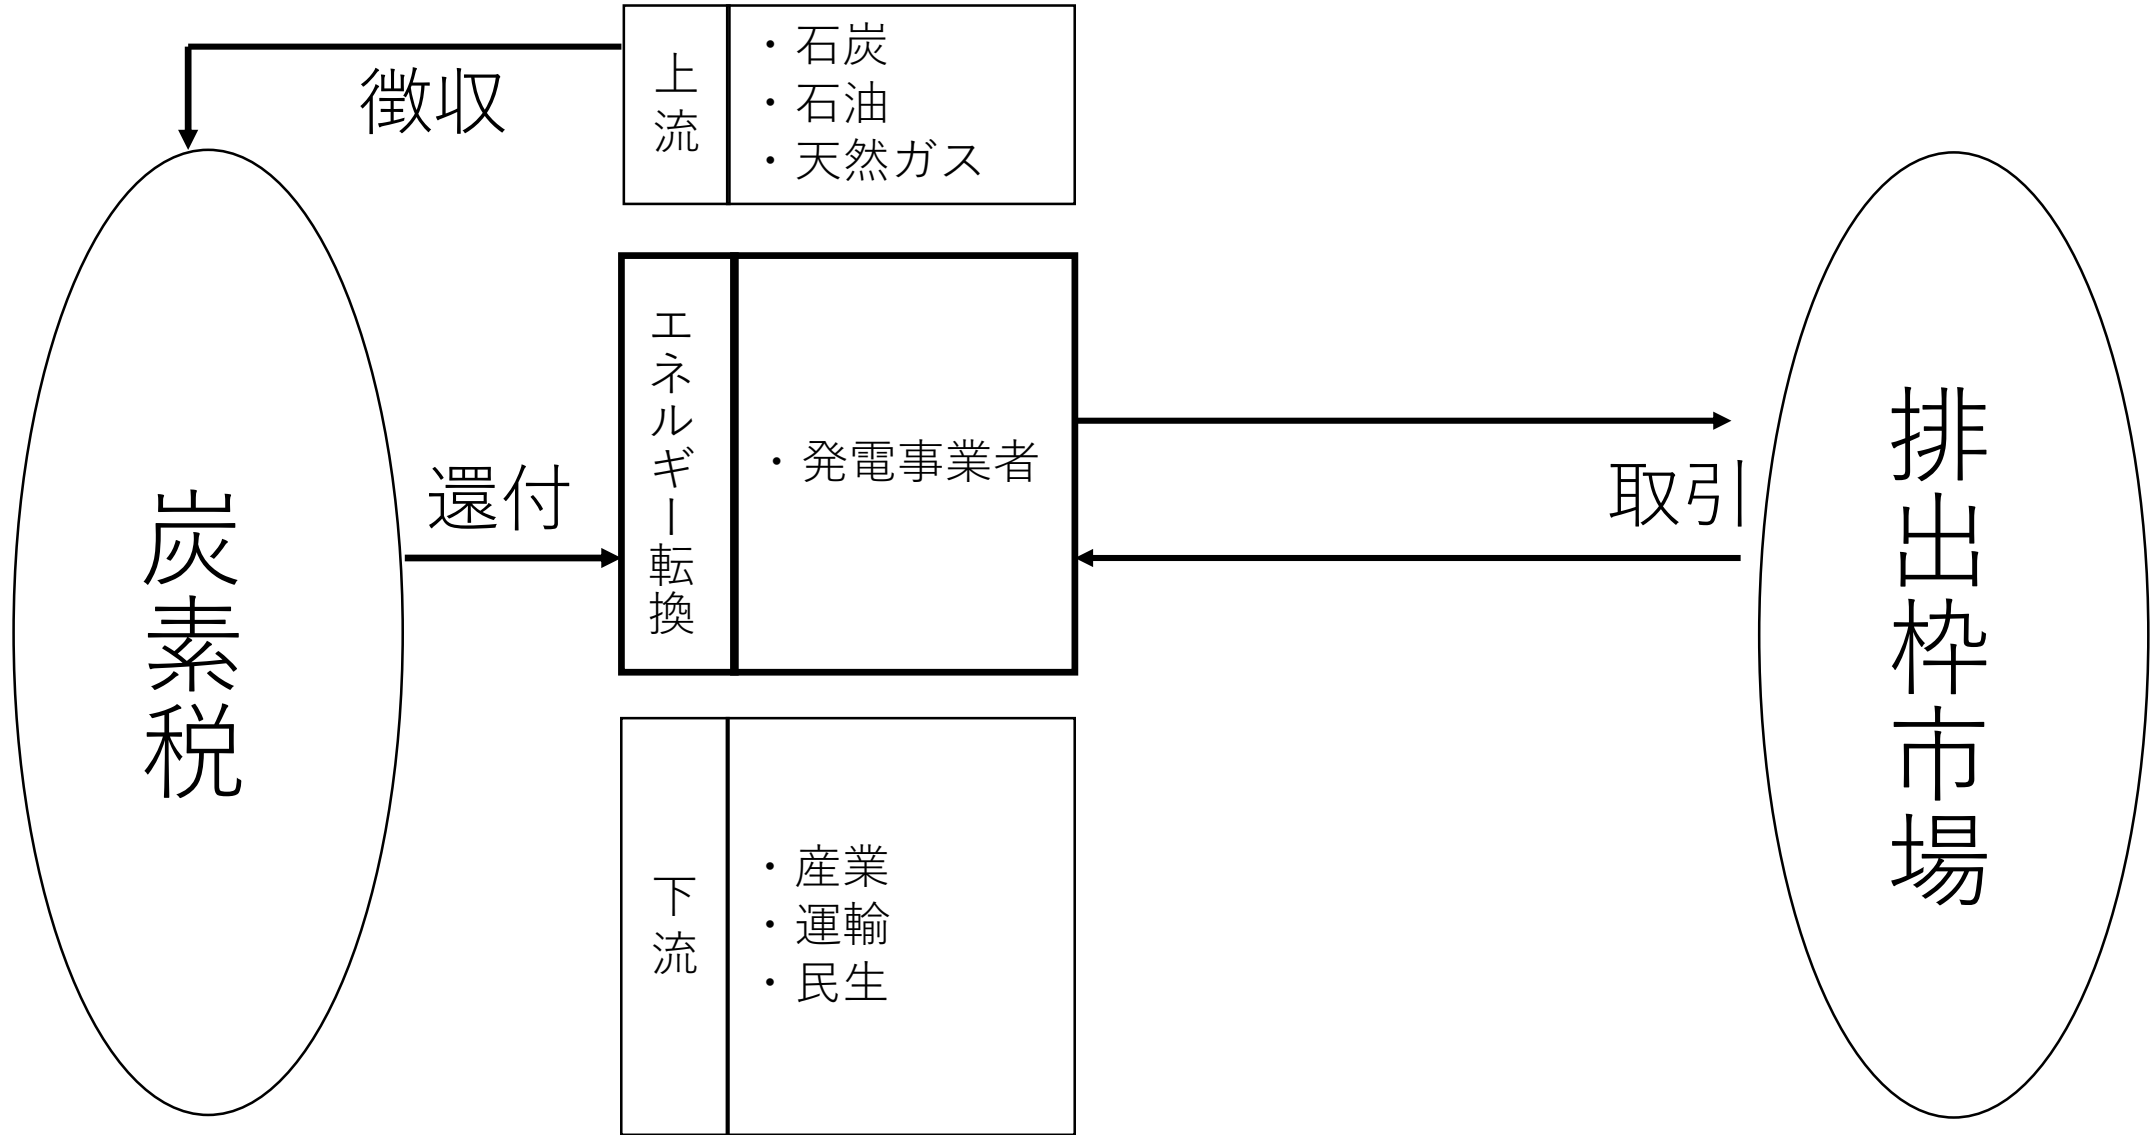 徴収
上流
・石炭
・石油
・天然ガス
炭素税
還付
エネルギー転換
・発電事業者
取引
排出枠市場
下流
・産業
・運輸
・民生